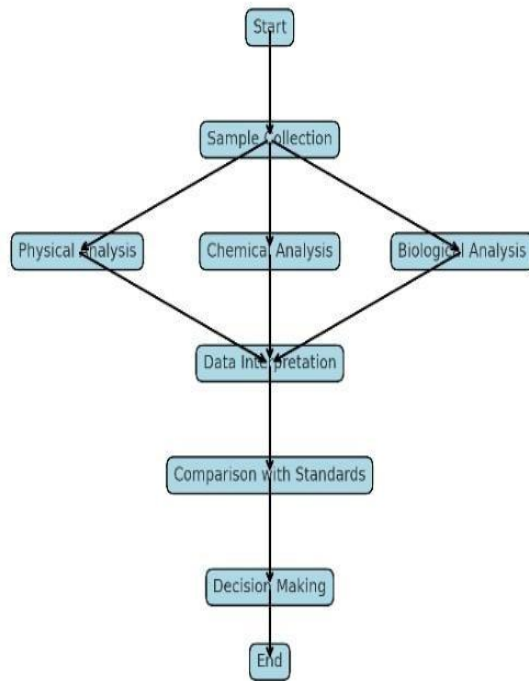 Start
Sample Collection
Physical Analysis
Chemical Analysis
Biological Analysis
Data Interpretation
Comparison with Standards
Decision Making
End